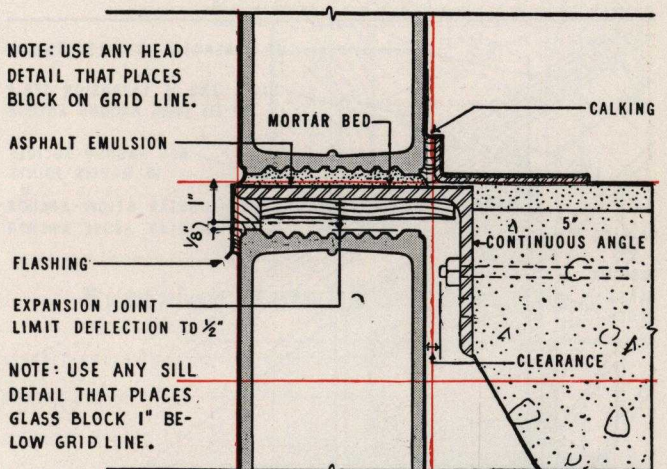 NOTE: USE ANY HEAD
DETAIL THAT PLACES
BLOCK ON GRID LINE.
MORTAR BED
CALKING
ASPHALT EMULSION
1"
1/8"
5"
CONTINUOUS ANGLE
FLASHING
EXPANSION JOINT
LIMIT DEFLECTION TO 1/2"
CLEARANCE
NOTE: USE ANY SILL
DETAIL THAT PLACES
GLASS BLOCK 1" BE-
LOW GRID LINE.